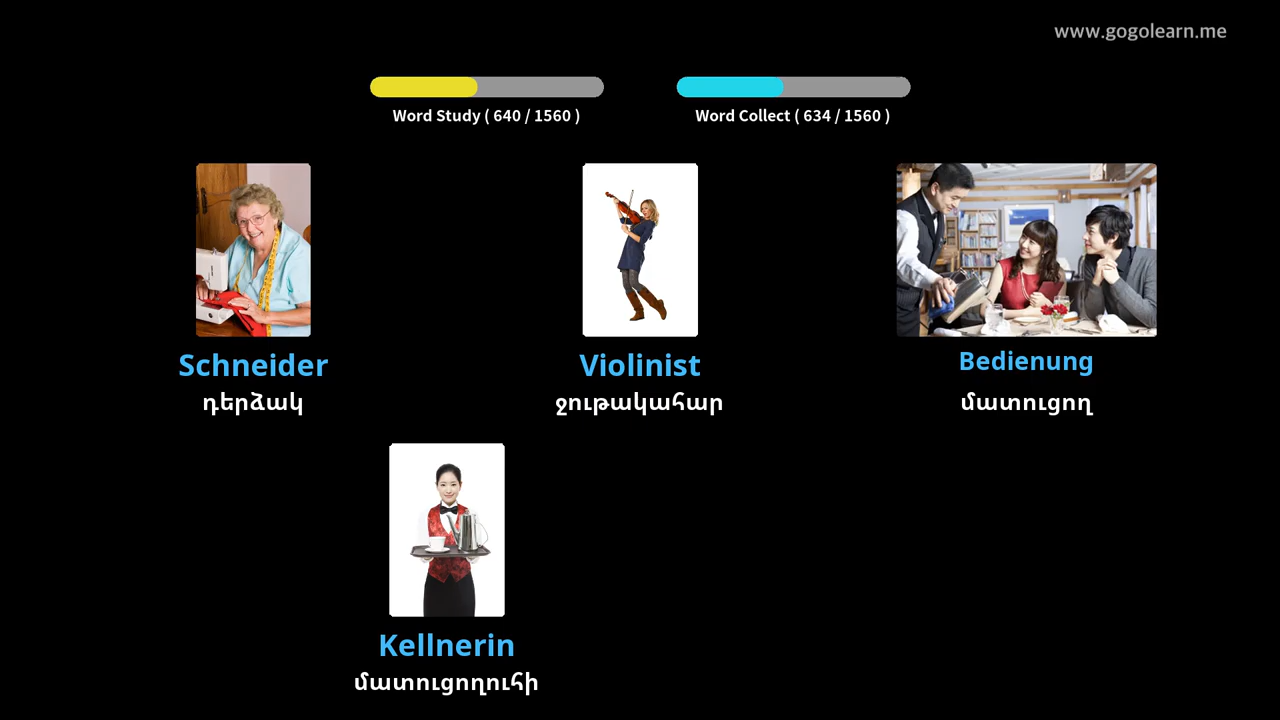 www.gogolearn.me
Word Study ( 640 / 1560 )
Word Collect ( 634 / 1560 )
Schneider
դերձակ
Violinist
ջութակահար
Bedienung
մատուցող
Kellnerin
մատուցողուհի